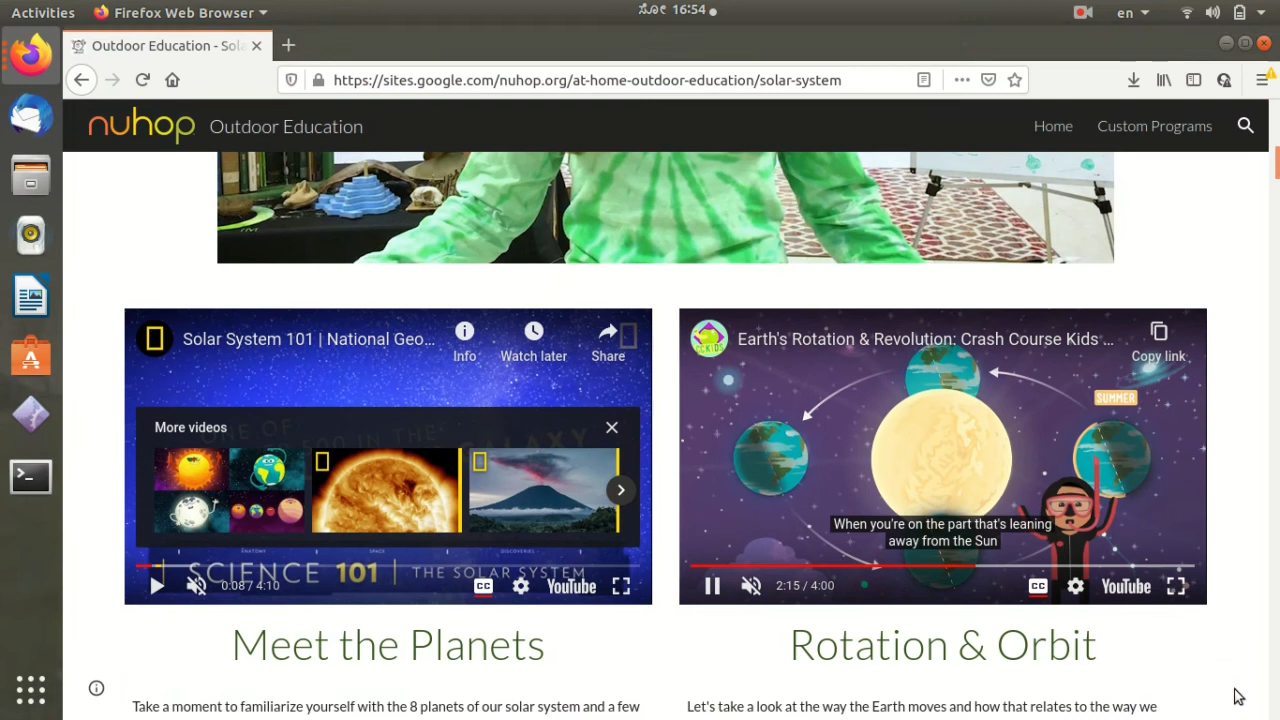 Activities
Firefox Web Browser
ಸೋಮ 16:54
en
Outdoor Education - Sola
https://sites.google.com/nuhop.org/at-home-outdoor-education/solar-system
nuhop Outdoor Education
Home
Custom Programs
Solar System 101 | National Geo...
Info
Watch later
Share
More videos
SCIENCE 101 | THE SOLAR SYSTEM
0:08 / 4:10
CC
YouTube
Earth's Rotation & Revolution: Crash Course Kids ...
Copy link
SUMMER
When you're on the part that's leaning
away from the Sun
2:15 / 4:00
CC
YouTube
Meet the Planets
Rotation & Orbit
Take a moment to familiarize yourself with the 8 planets of our solar system and a few
Let's take a look at the way the Earth moves and how that relates to the way we